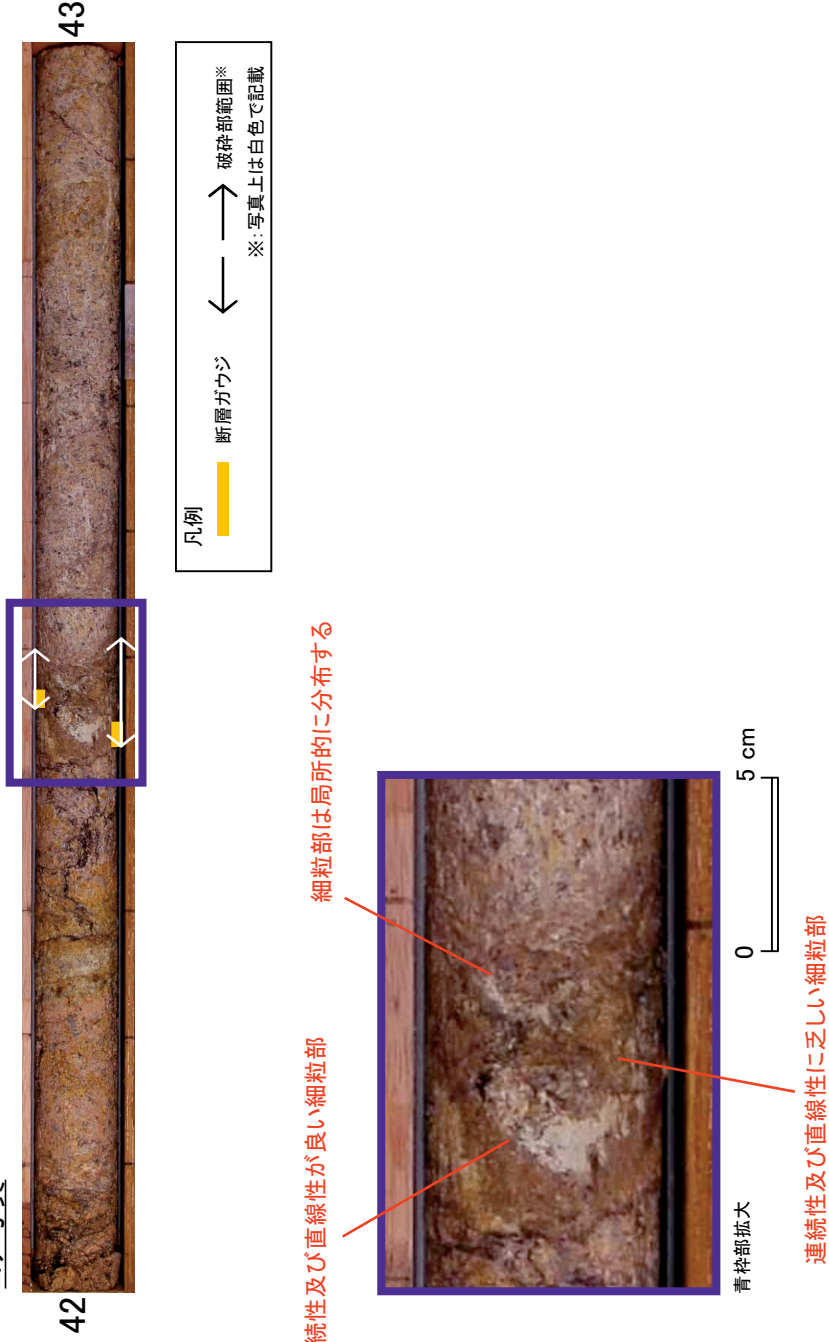 42
43
凡例
断層ガウジ
破砕部範囲※
※:写真上は白色で記載
続性及び直線性が良い細粒部
細粒部は局所的に分布する
青枠部拡大
0
5 cm
連続性及び直線性に乏しい細粒部